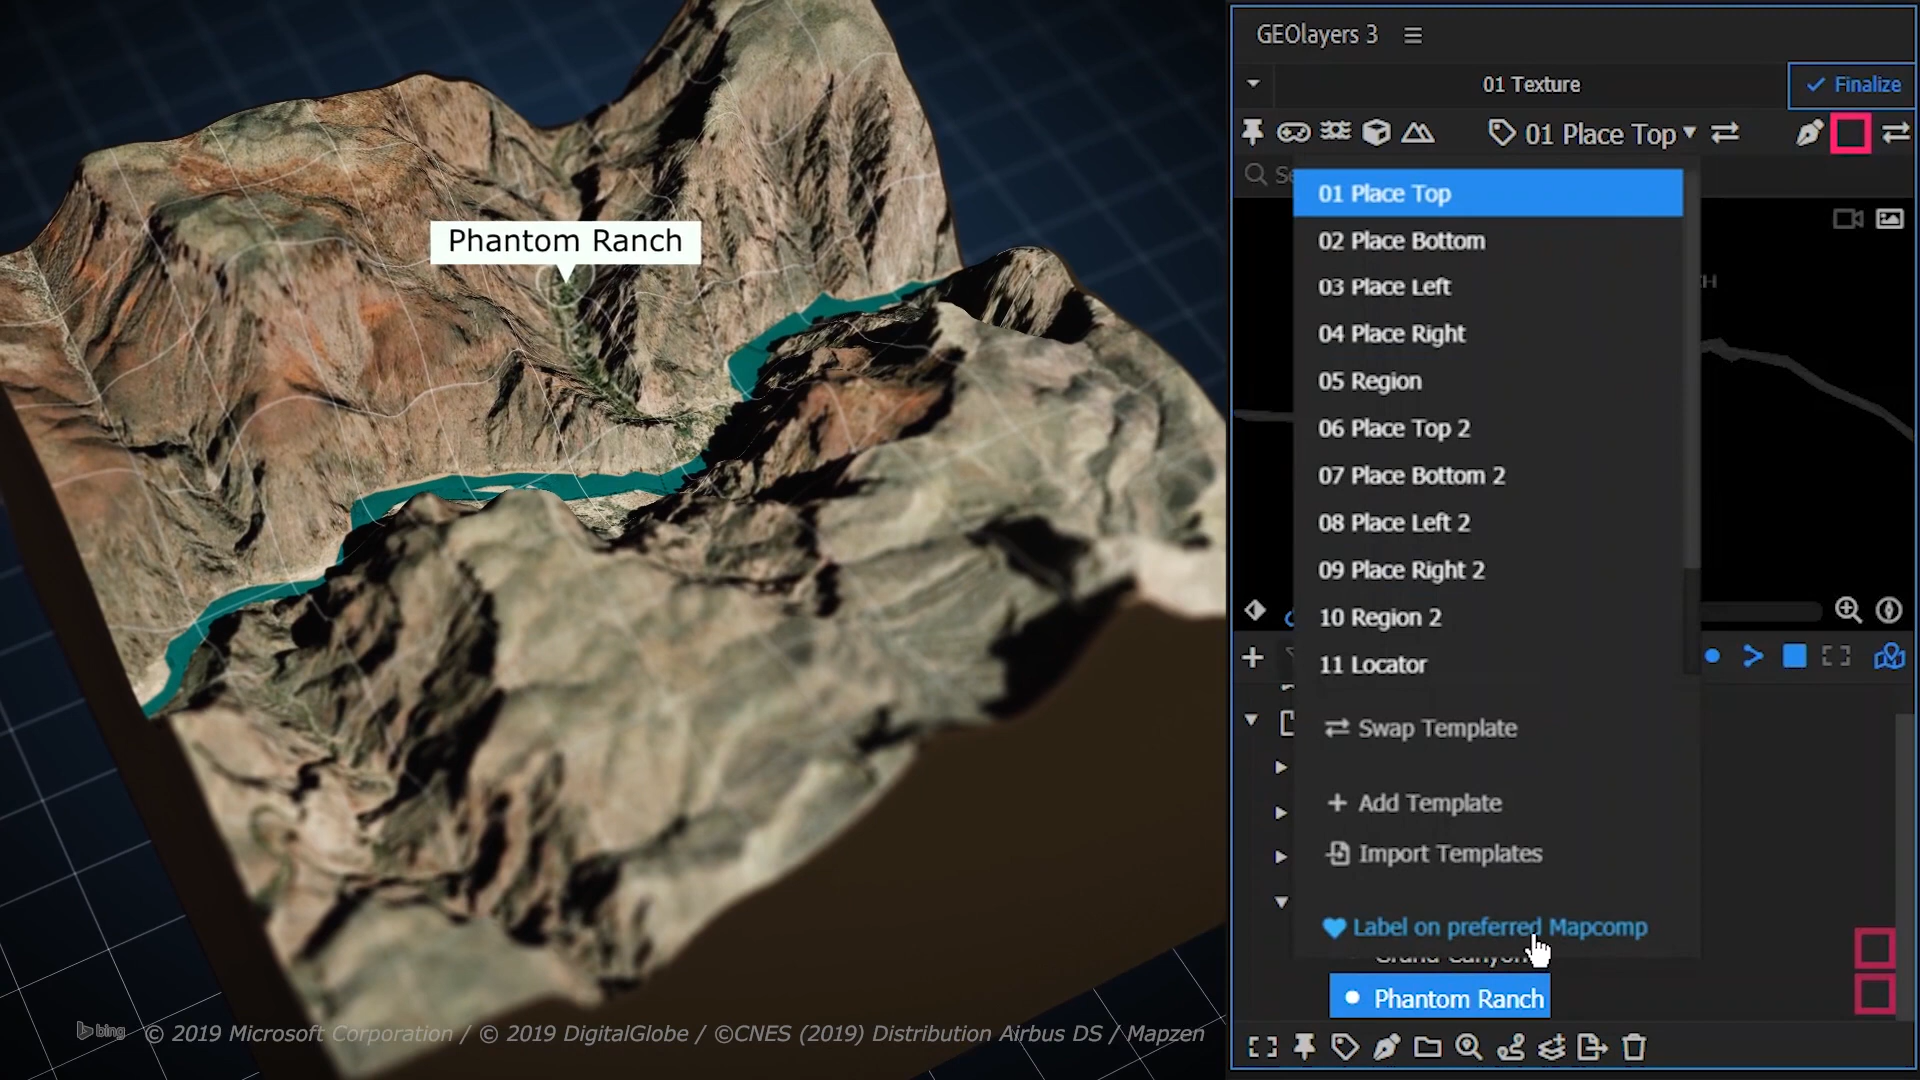 Phantom Ranch
bing © 2019 Microsoft Corporation / © 2019 DigitalGlobe / ©CNES (2019) Distribution Airbus DS / Mapzen
GEOlayers 3
01 Texture
Finalize
01 Place Top
01 Place Top
02 Place Bottom
03 Place Left
04 Place Right
05 Region
06 Place Top 2
07 Place Bottom 2
08 Place Left 2
09 Place Right 2
10 Region 2
11 Locator
Swap Template
Add Template
Import Templates
Label on preferred Mapcomp
Grand Canyon
Phantom Ranch